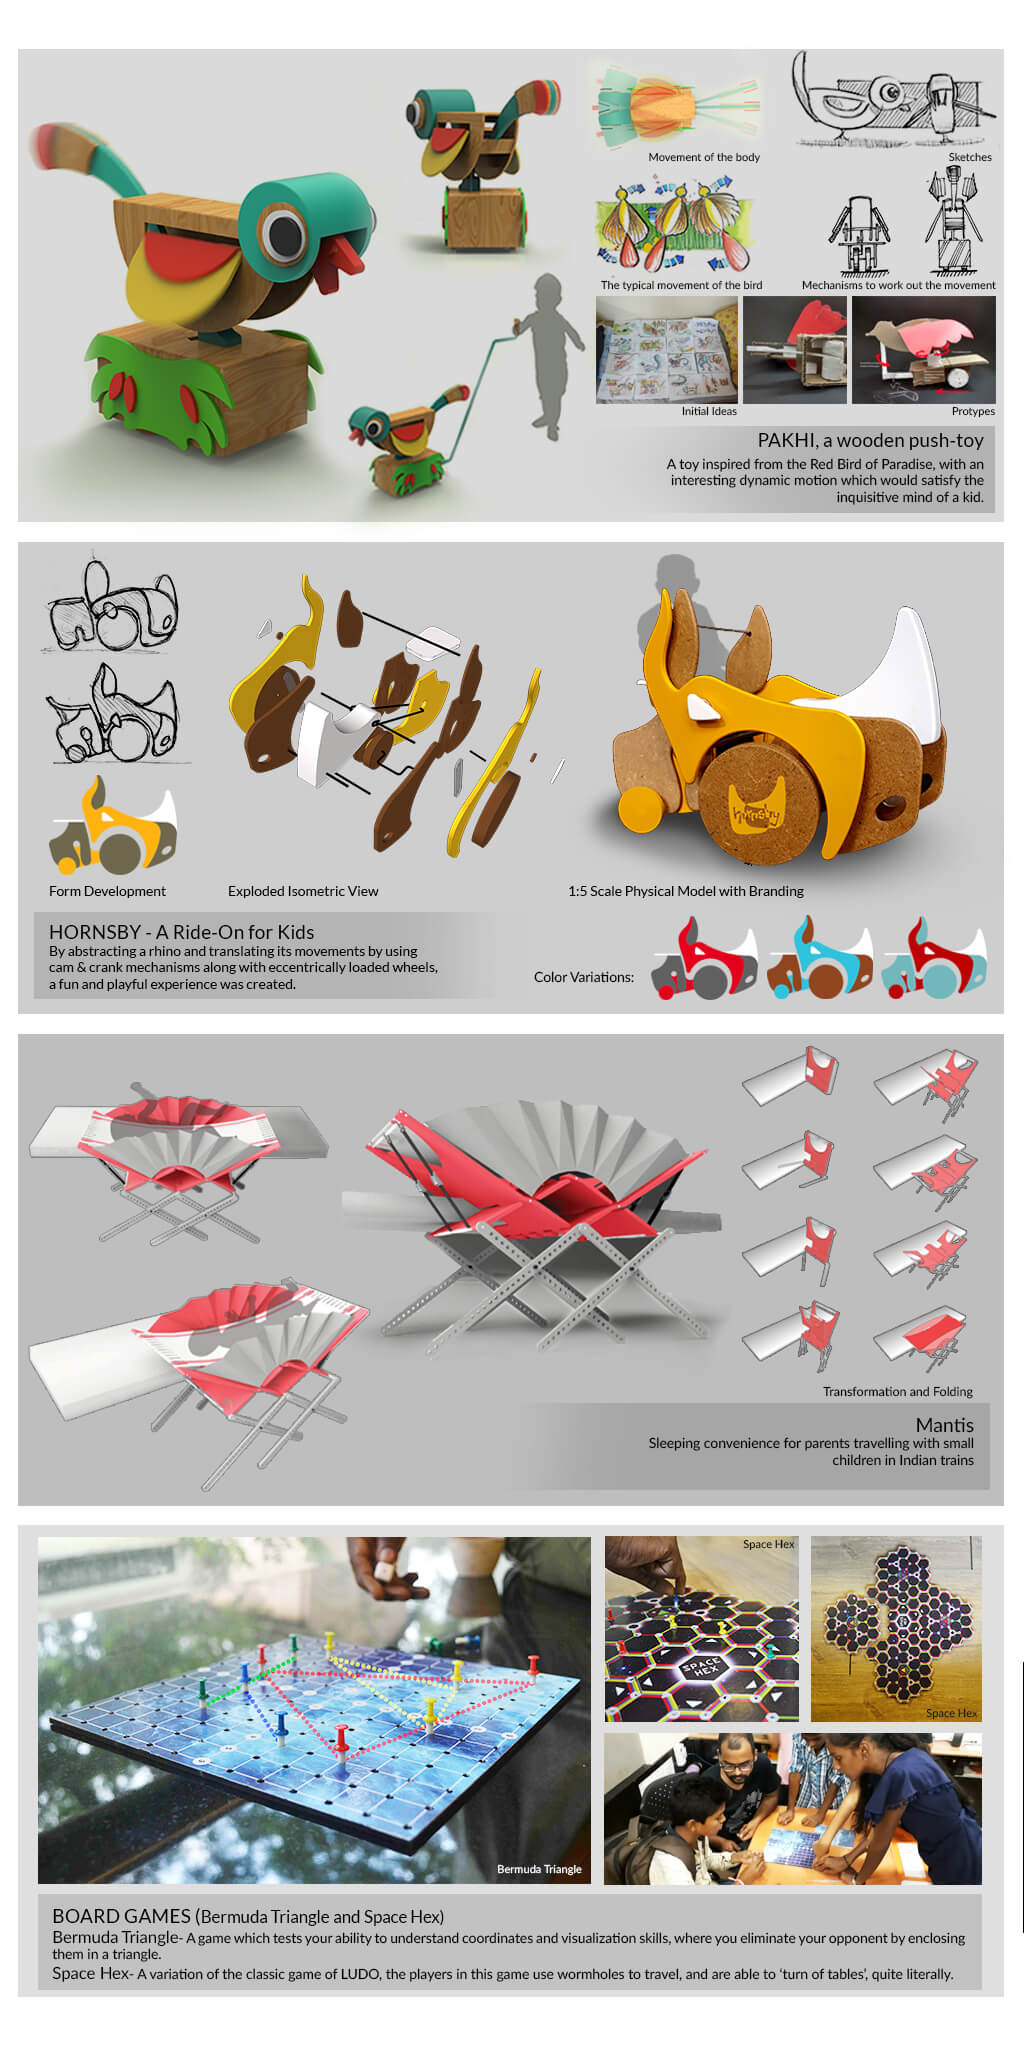 Movement of the body
Sketches
The typical movement of the bird
Mechanisms to work out the movement
Initial Ideas
Protypes
PAKHI, a wooden push-toy
A toy inspired from the Red Bird of Paradise, with an
interesting dynamic motion which would satisfy the
inquisitive mind of a kid.
hornsby
Form Development
Exploded Isometric View
1:5 Scale Physical Model with Branding
HORNSBY - A Ride-On for Kids
By abstracting a rhino and translating its movements by using
cam & crank mechanisms along with eccentrically loaded wheels,
a fun and playful experience was created.
Color Variations:
Transformation and Folding
Mantis
Sleeping convenience for parents travelling with small
children in Indian trains
Space Hex
SPACE
HEX
Space Hex
Bermuda Triangle
BOARD GAMES (Bermuda Triangle and Space Hex)
Bermuda Triangle- A game which tests your ability to understand coordinates and visualization skills, where you eliminate your opponent by enclosing
them in a triangle.
Space Hex- A variation of the classic game of LUDO, the players in this game use wormholes to travel, and are able to ‘turn of tables’, quite literally.